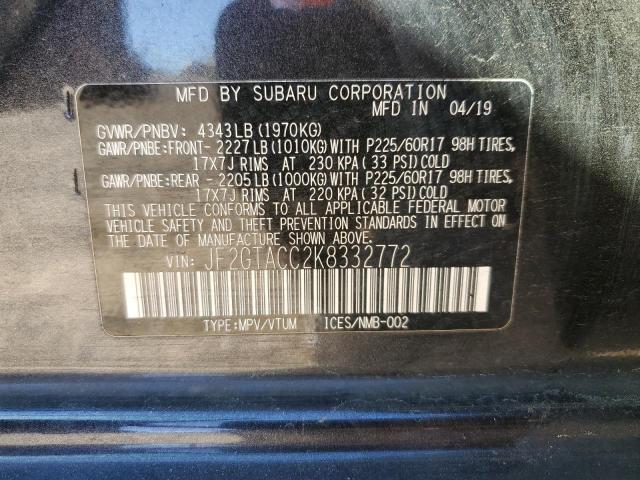 MFD BY SUBARU CORPORATION
MFD IN 04/19
GVWR/PNBV: 4343LB (1970KG)
GAWR/PNBE:FRONT- 2227LB (1010KG)WITH P225/60R17 98H TIRES,
17X7J RIMS AT 230 KPA ( 33 PSI) COLD
GAWR/PNBE:REAR - 2205LB (1000KG)WITH P225/60R17 98H TIRES,
17X7J RIMS AT 220 KPA ( 32 PSI) COLD
THIS VEHICLE CONFORMS TO ALL APPLICABLE FEDERAL MOTOR
VEHICLE SAFETY AND THEFT PREVENTION STANDARDS IN EFFECT
ON THE DATE OF MANUFACTURE SHOWN ABOVE.
VIN: JF2GTACC2K8332772
TYPE:MPV/VTUM ICES/NMB-002